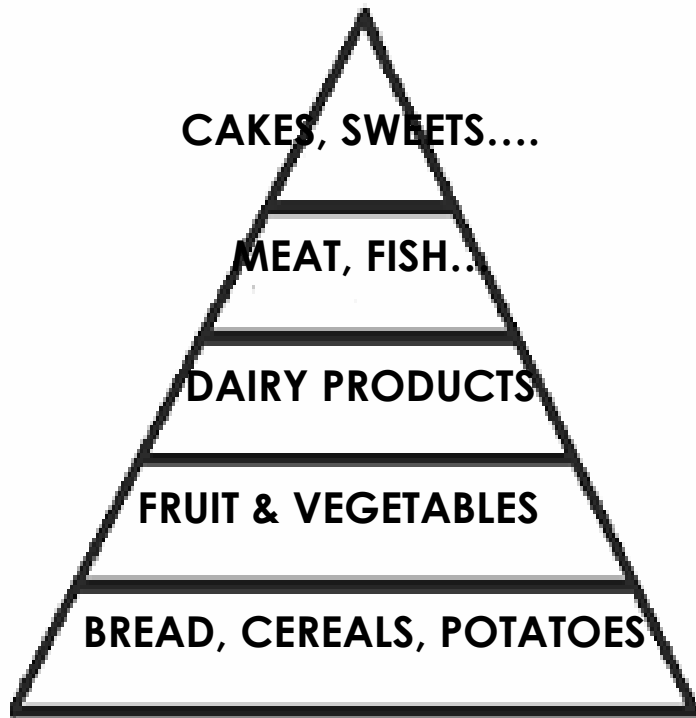 CAKES, SWEETS....
MEAT, FISH...
DAIRY PRODUCTS
FRUIT & VEGETABLES
BREAD, CEREALS, POTATOES